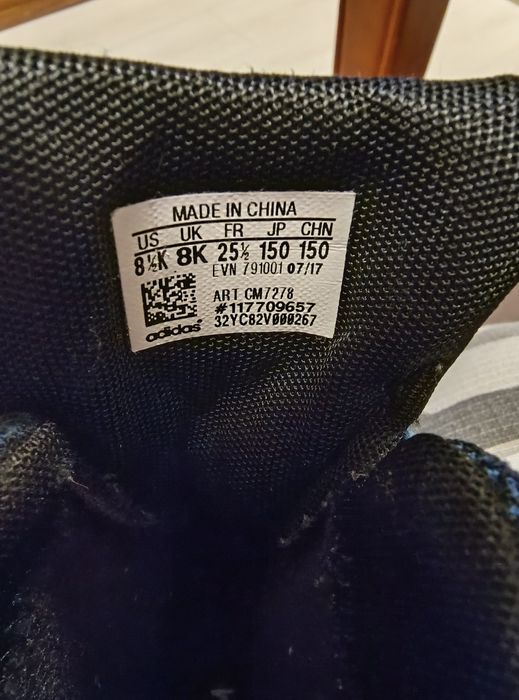 MADE IN CHINA
US UK FR JP CHN
8½K 8K 25½ 150 150
EVN 791001 07/17
ART CM7278
#117709657
32YC82V000267
adidas